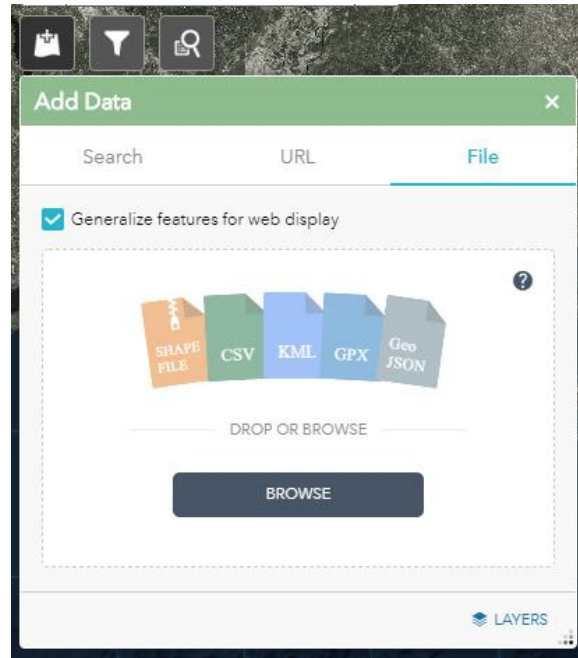 Add Data
Search URL File
Generalize features for web display
SHAPE FILE CSV KML GPX Geo JSON
DROP OR BROWSE
BROWSE
LAYERS